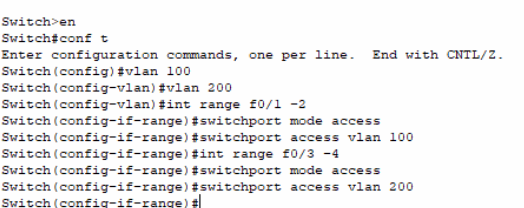 Switch>en
Switch#conf t
Enter configuration commands, one per line.  End with CNTL/Z.
Switch(config)#vlan 100
Switch(config-vlan)#vlan 200
Switch(config-vlan)#int range f0/1 -2
Switch(config-if-range)#switchport mode access
Switch(config-if-range)#switchport access vlan 100
Switch(config-if-range)#int range f0/3 -4
Switch(config-if-range)#switchport mode access
Switch(config-if-range)#switchport access vlan 200
Switch(config-if-range)#